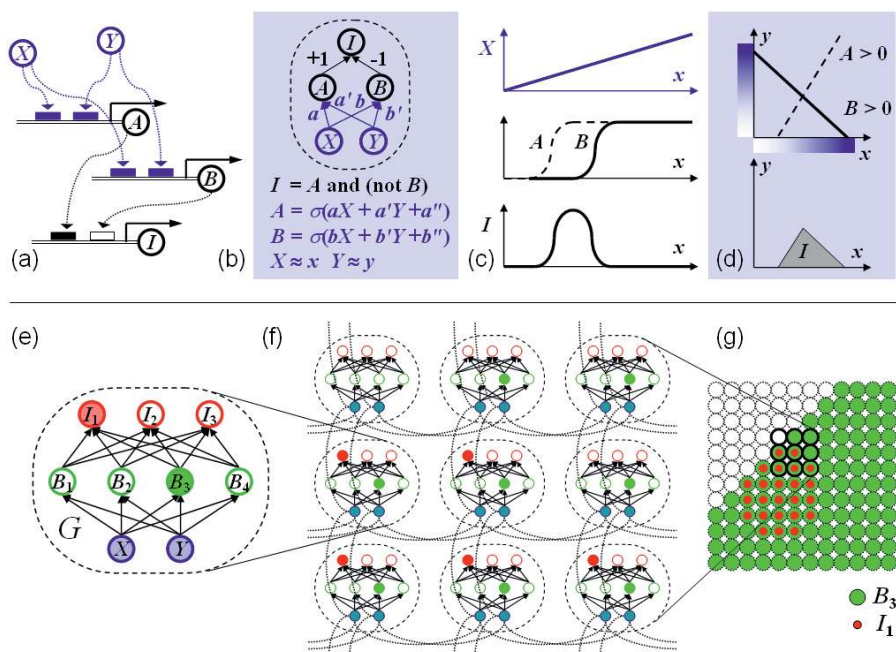 X
Y
A
B
I
(a)
I
+1
-1
A
B
a
a'
b
b'
X
Y
I = A and (not B)
A = σ(aX + a'Y+a'')
B = σ(bX + b'Y+b'')
X ≈ x Y ≈ y
(b)
X
x
A
B
x
I
x
(c)
y
A > 0
B > 0
x
y
I
x
(d)
(e)
I₁
I₂
I₃
B₁
B₂
B₃
B₄
G
X
Y
(f)
(g)
B₃
I₁